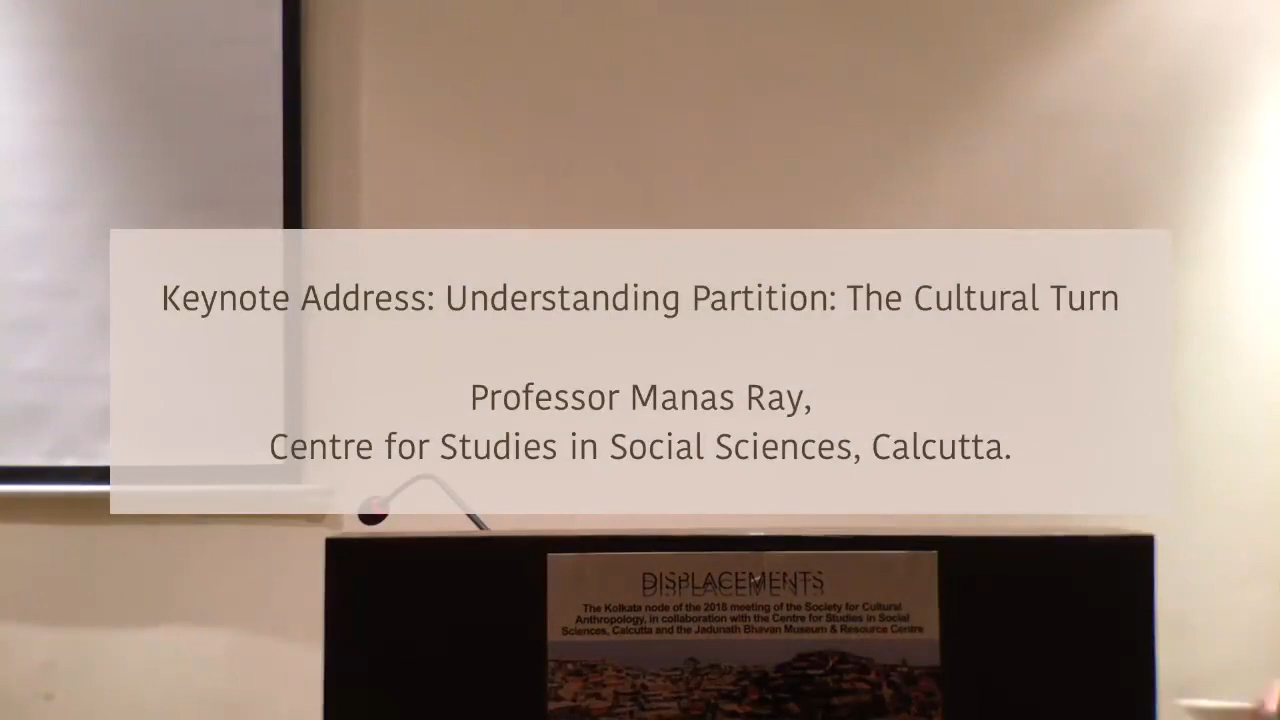 Keynote Address: Understanding Partition: The Cultural Turn
Professor Manas Ray,
Centre for Studies in Social Sciences, Calcutta.
DISPLACEMENTS
The Kolkata node of the 2018 meeting of the Society for Cultural
Anthropology, in collaboration with the Centre for Studies in Social
Sciences, Calcutta and the Jadunath Bhavan Museum & Resource Centre